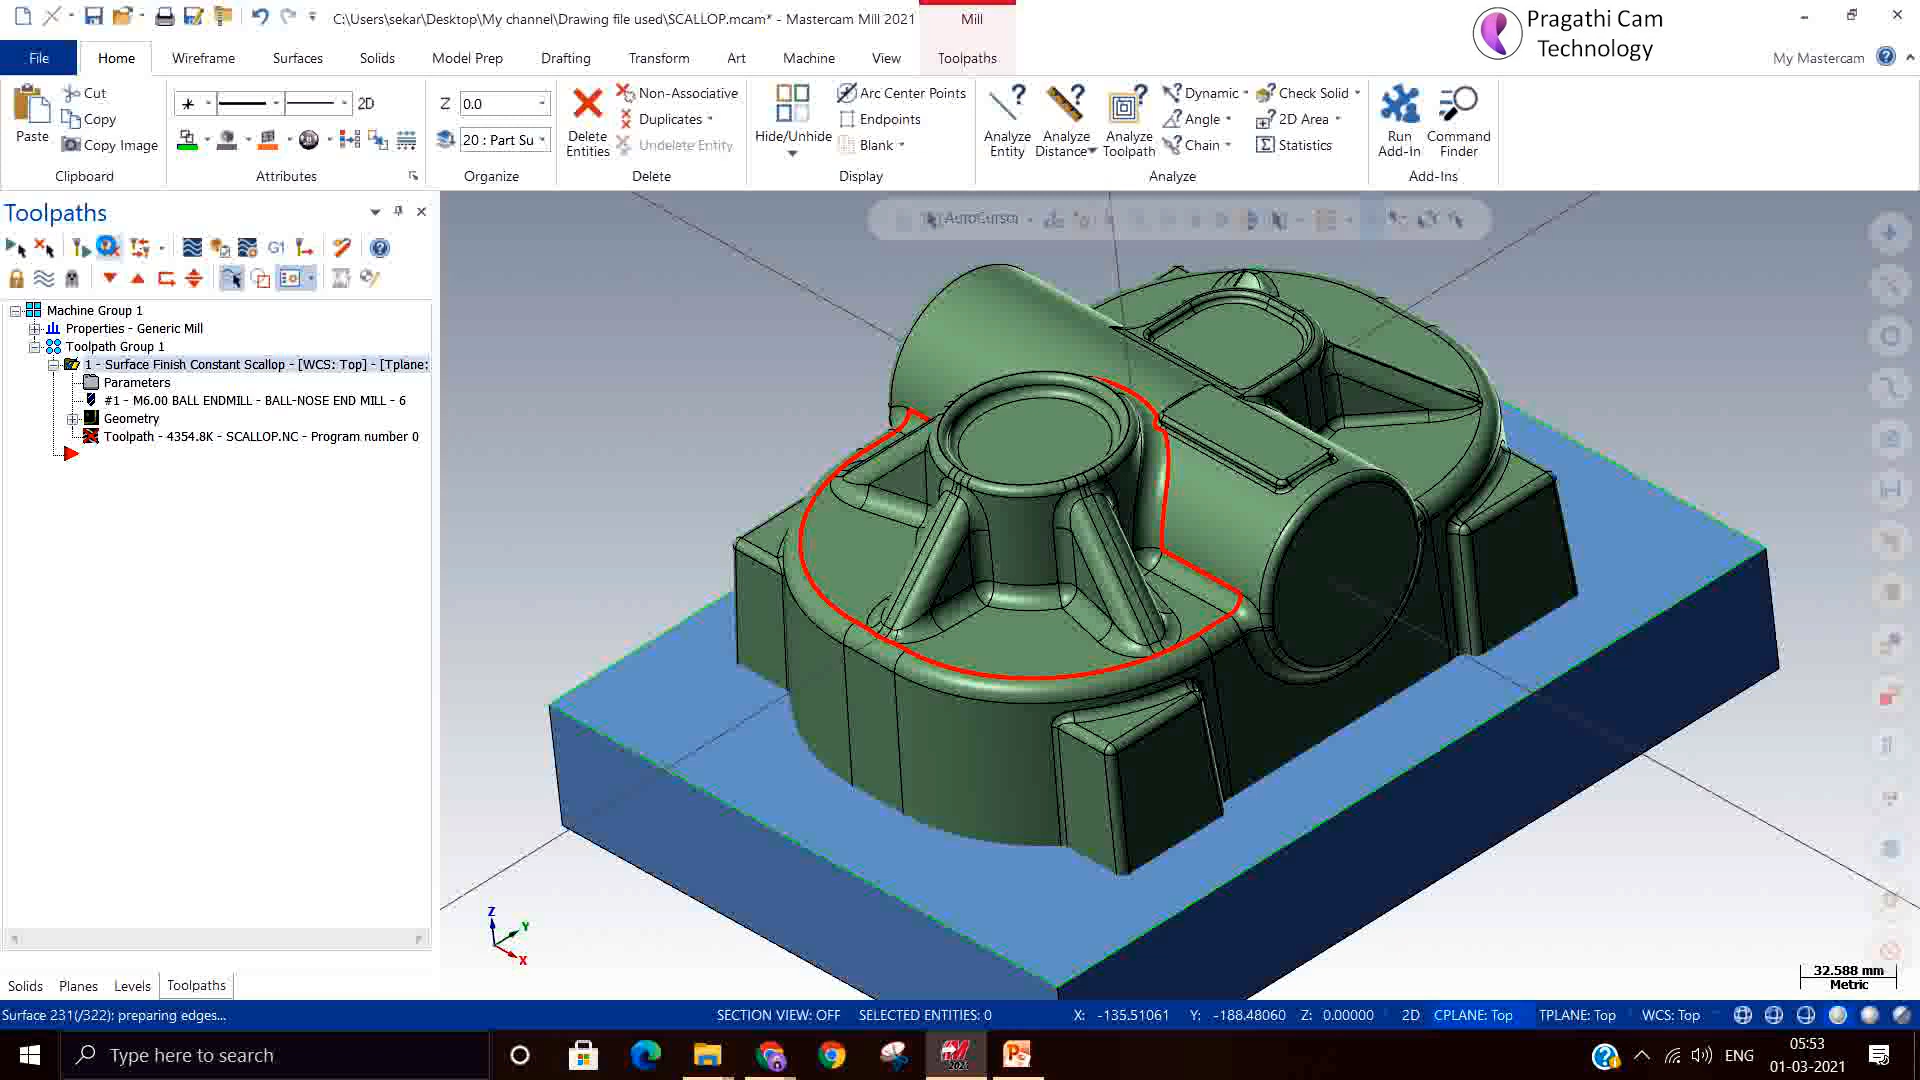 C:\Users\sekar\Desktop\My channel\Drawing file used\SCALLOP.mcam* - Mastercam Mill 2021
Mill
Pragathi Cam
Technology
File
Home
Wireframe
Surfaces
Solids
Model Prep
Drafting
Transform
Art
Machine
View
Toolpaths
My Mastercam
Paste
Cut
Copy
Copy Image
Clipboard
2D
Attributes
Z 0.0
20 : Part Su
Organize
Delete
Entities
Non-Associative
Duplicates
Undelete Entity
Delete
Hide/Unhide
Arc Center Points
Endpoints
Blank
Display
Analyze
Entity
Analyze
Distance
Analyze
Toolpath
Dynamic
Angle
Chain
Check Solid
2D Area
Statistics
Analyze
Run
Add-In
Command
Finder
Add-Ins
Toolpaths
G1
AutoCursor
Machine Group 1
Properties - Generic Mill
Toolpath Group 1
1 - Surface Finish Constant Scallop - [WCS: Top] - [Tplane:
Parameters
#1 - M6.00 BALL ENDMILL - BALL-NOSE END MILL - 6
Geometry
Toolpath - 4354.8K - SCALLOP.NC - Program number 0
Z
Y
X
32.588 mm
Metric
Solids
Planes
Levels
Toolpaths
Surface 231(/322): preparing edges...
SECTION VIEW: OFF
SELECTED ENTITIES: 0
X: -135.51061
Y: -188.48060
Z: 0.00000
2D
CPLANE: Top
TPLANE: Top
WCS: Top
Type here to search
2021
ENG
05:53
01-03-2021